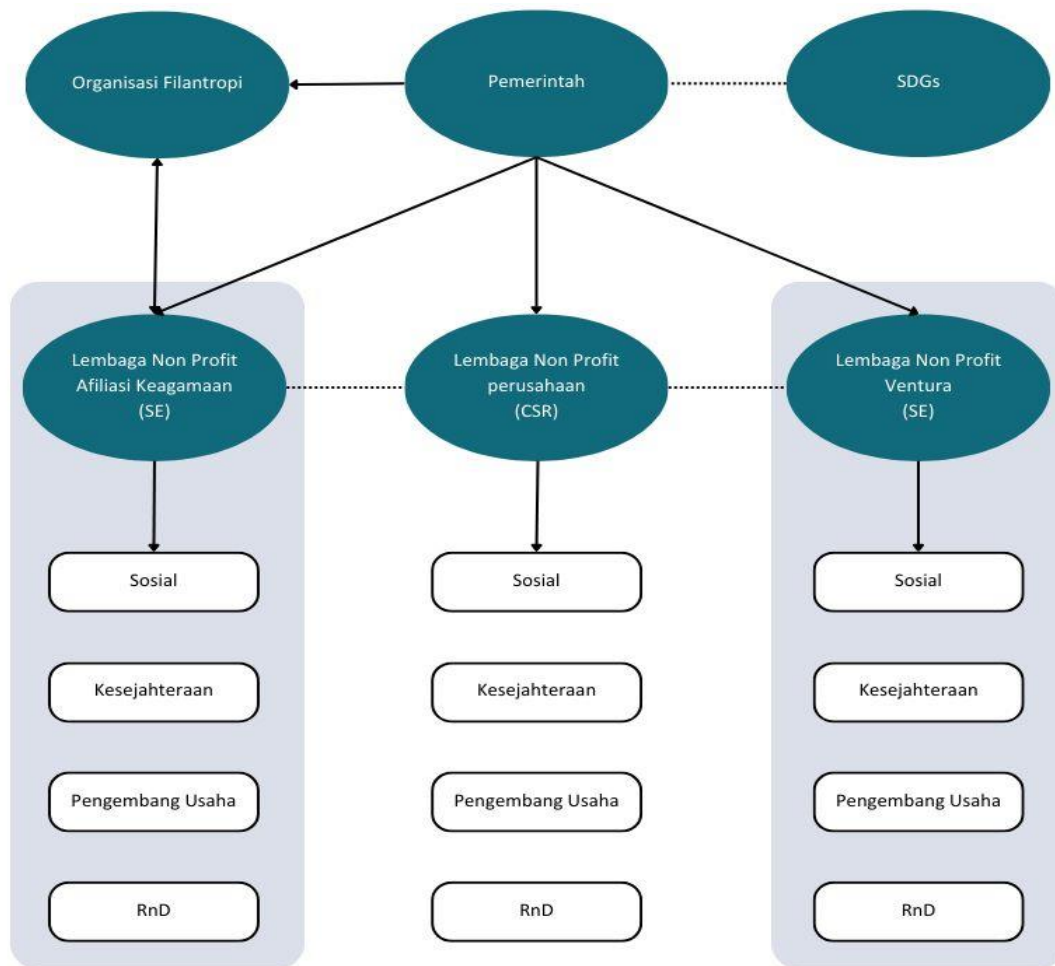 Organisasi Filantropi
Pemerintah
SDGs
Lembaga Non Profit
Afiliasi Keagamaan
(SE)
Lembaga Non Profit
perusahaan
(CSR)
Lembaga Non Profit
Ventura
(SE)
Sosial
Sosial
Sosial
Kesejahteraan
Kesejahteraan
Kesejahteraan
Pengembang Usaha
Pengembang Usaha
Pengembang Usaha
RnD
RnD
RnD